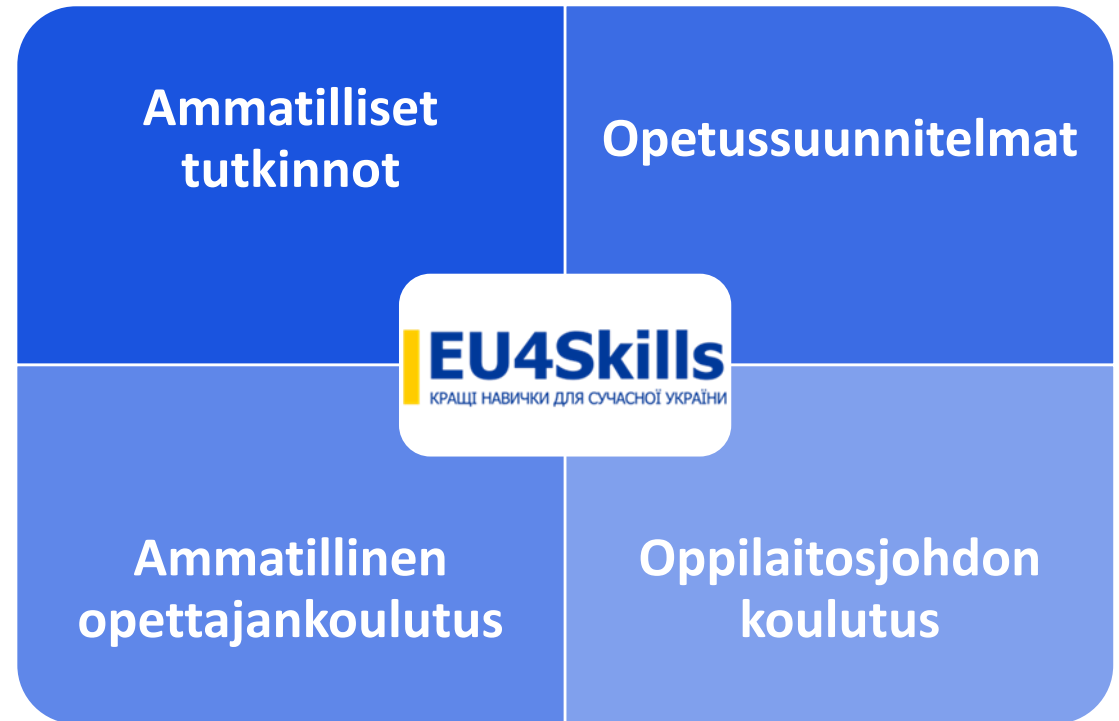 Ammatilliset
tutkinnot
Opetussuunnitelmat
EU4Skills
КРАЩІ НАВИЧКИ ДЛЯ СУЧАСНОЇ УКРАЇНИ
Ammatillinen
opettajankoulutus
Oppilaitosjohdon
koulutus